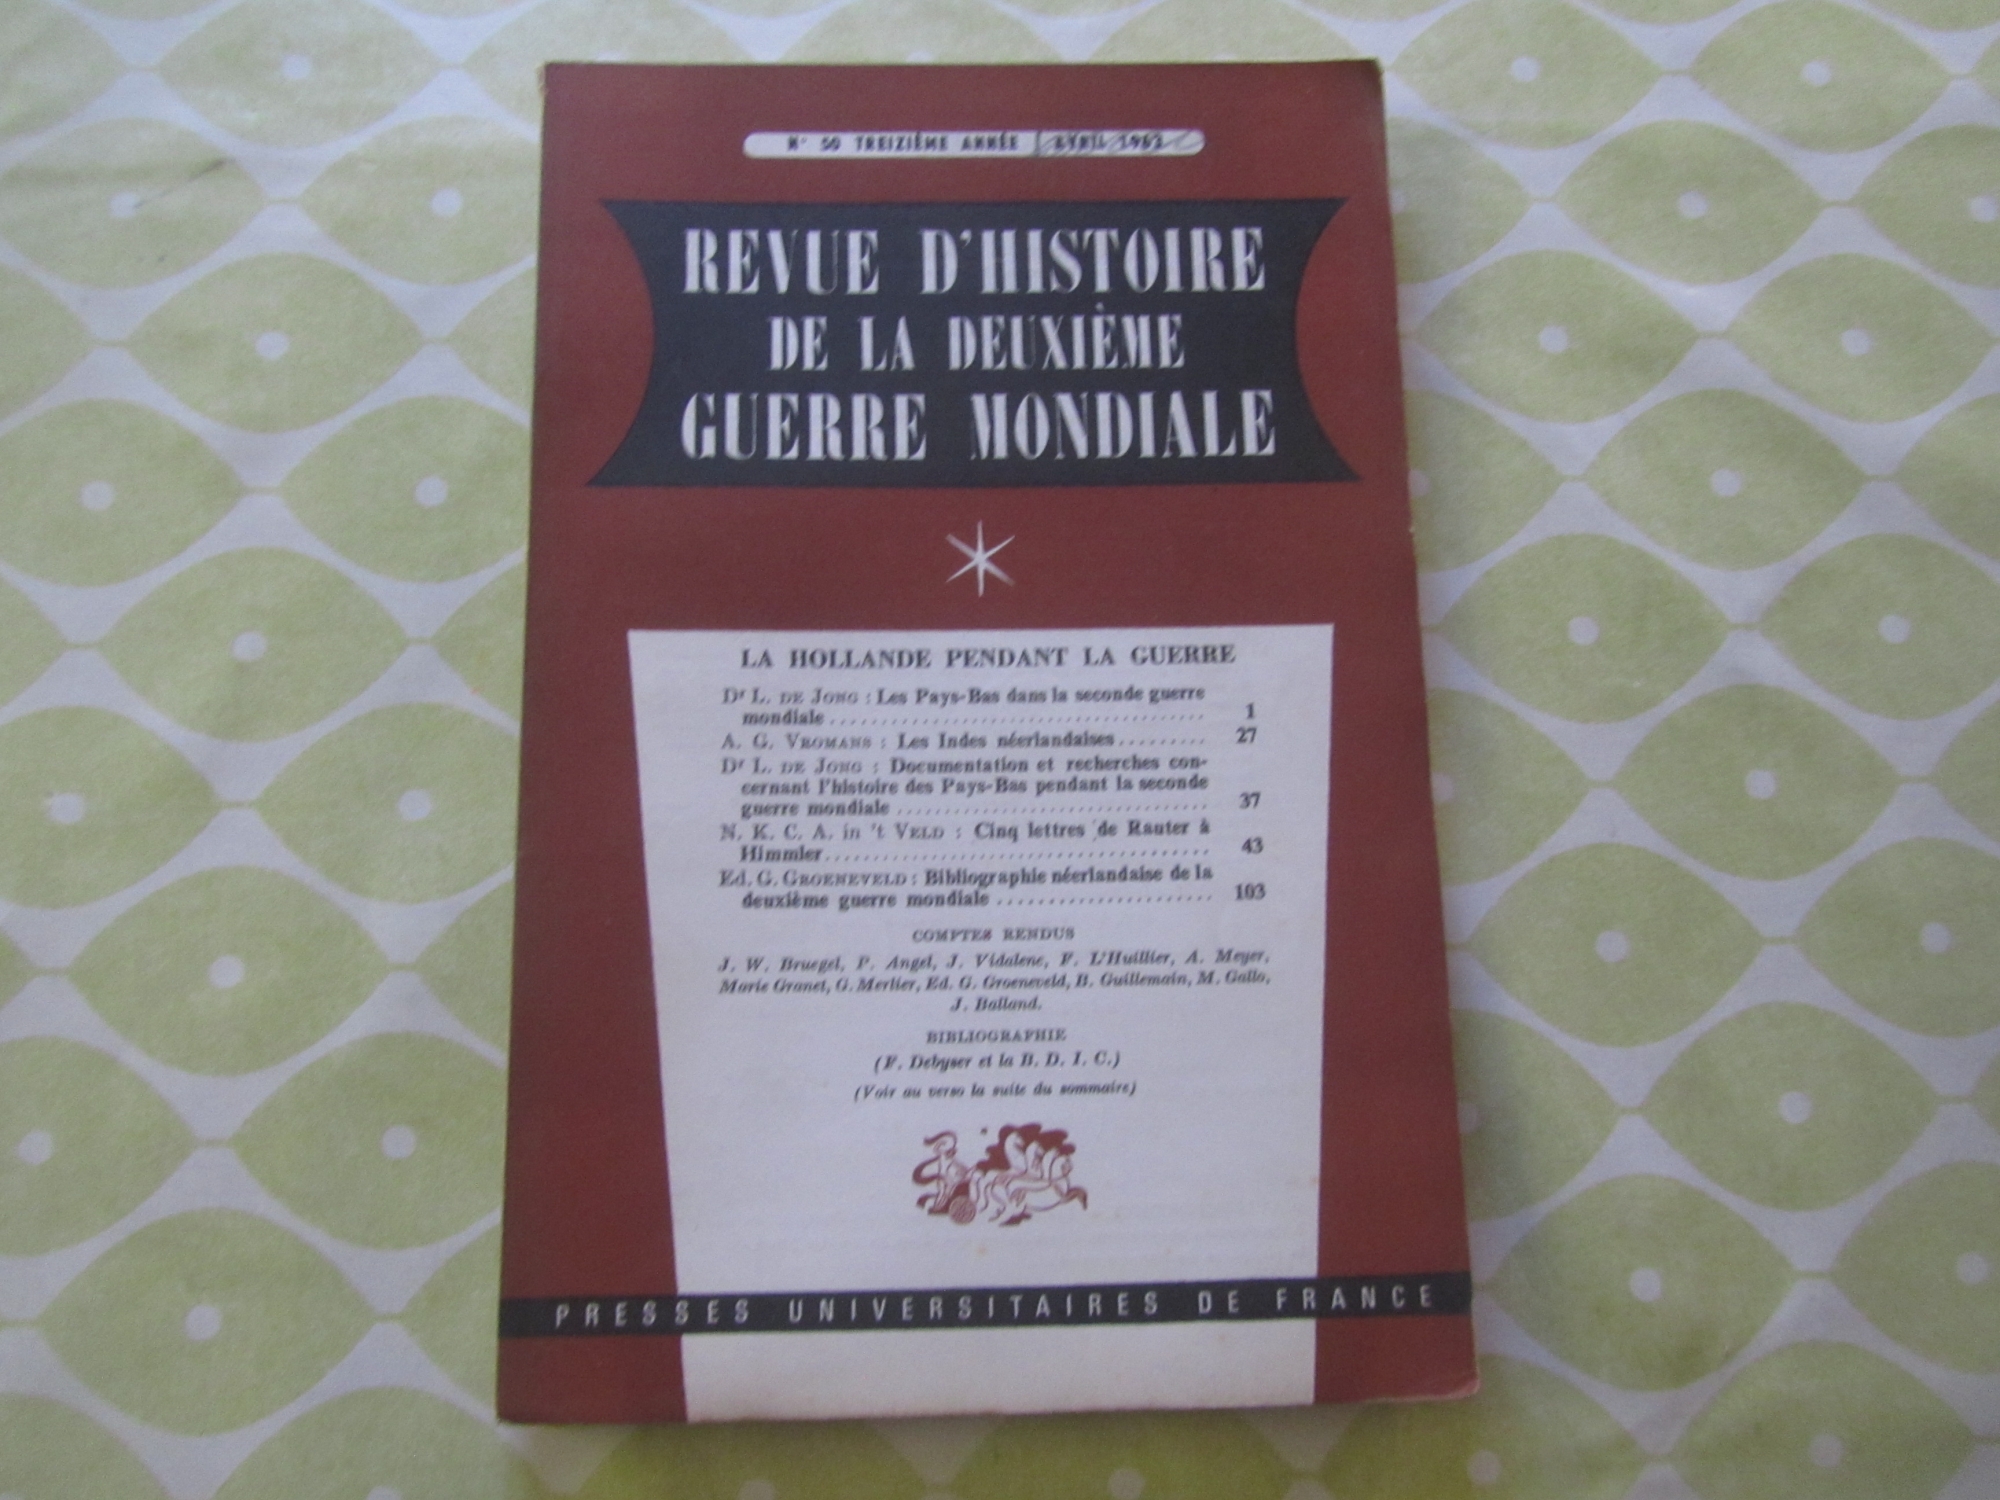 N° 50 TREIZIÈME ANNÉE AVRIL 1963
REVUE D'HISTOIRE
DE LA DEUXIÈME
GUERRE MONDIALE
LA HOLLANDE PENDANT LA GUERRE
Dr L. DE JONG : Les Pays-Bas dans la seconde guerre
mondiale ........................................ 1
A. G. VROMANS : Les Indes néerlandaises ......... 27
Dr L. DE JONG : Documentation et recherches con-
cernant l'histoire des Pays-Bas pendant la seconde
guerre mondiale ................................. 37
N. K. C. A. in 't VELD : Cinq lettres de Rauter à
Himmler ......................................... 43
Ed. G. GROENEVELD : Bibliographie néerlandaise de la
deuxième guerre mondiale ....................... 103
COMPTES RENDUS
J. W. Bruegel, P. Angel, J. Vidalenc, F. L'Huillier, A. Meyer,
Marie Granet, G. Merlier, Ed. G. Groeneveld, B. Guillemain, M. Gallo,
J. Balland.
BIBLIOGRAPHIE
(F. Debyser et la B. D. I. C.)
(Voir au verso la suite du sommaire)
PRESSES UNIVERSITAIRES DE FRANCE